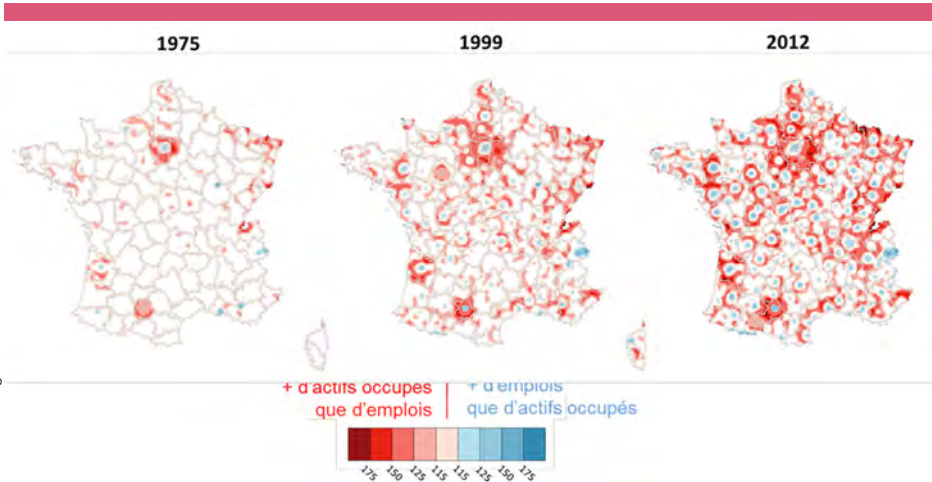 1975
1999
2012
+ d'actifs occupés
que d'emplois
+ d'emplois
que d'actifs occupés
175 150 125 115 115 125 150 175